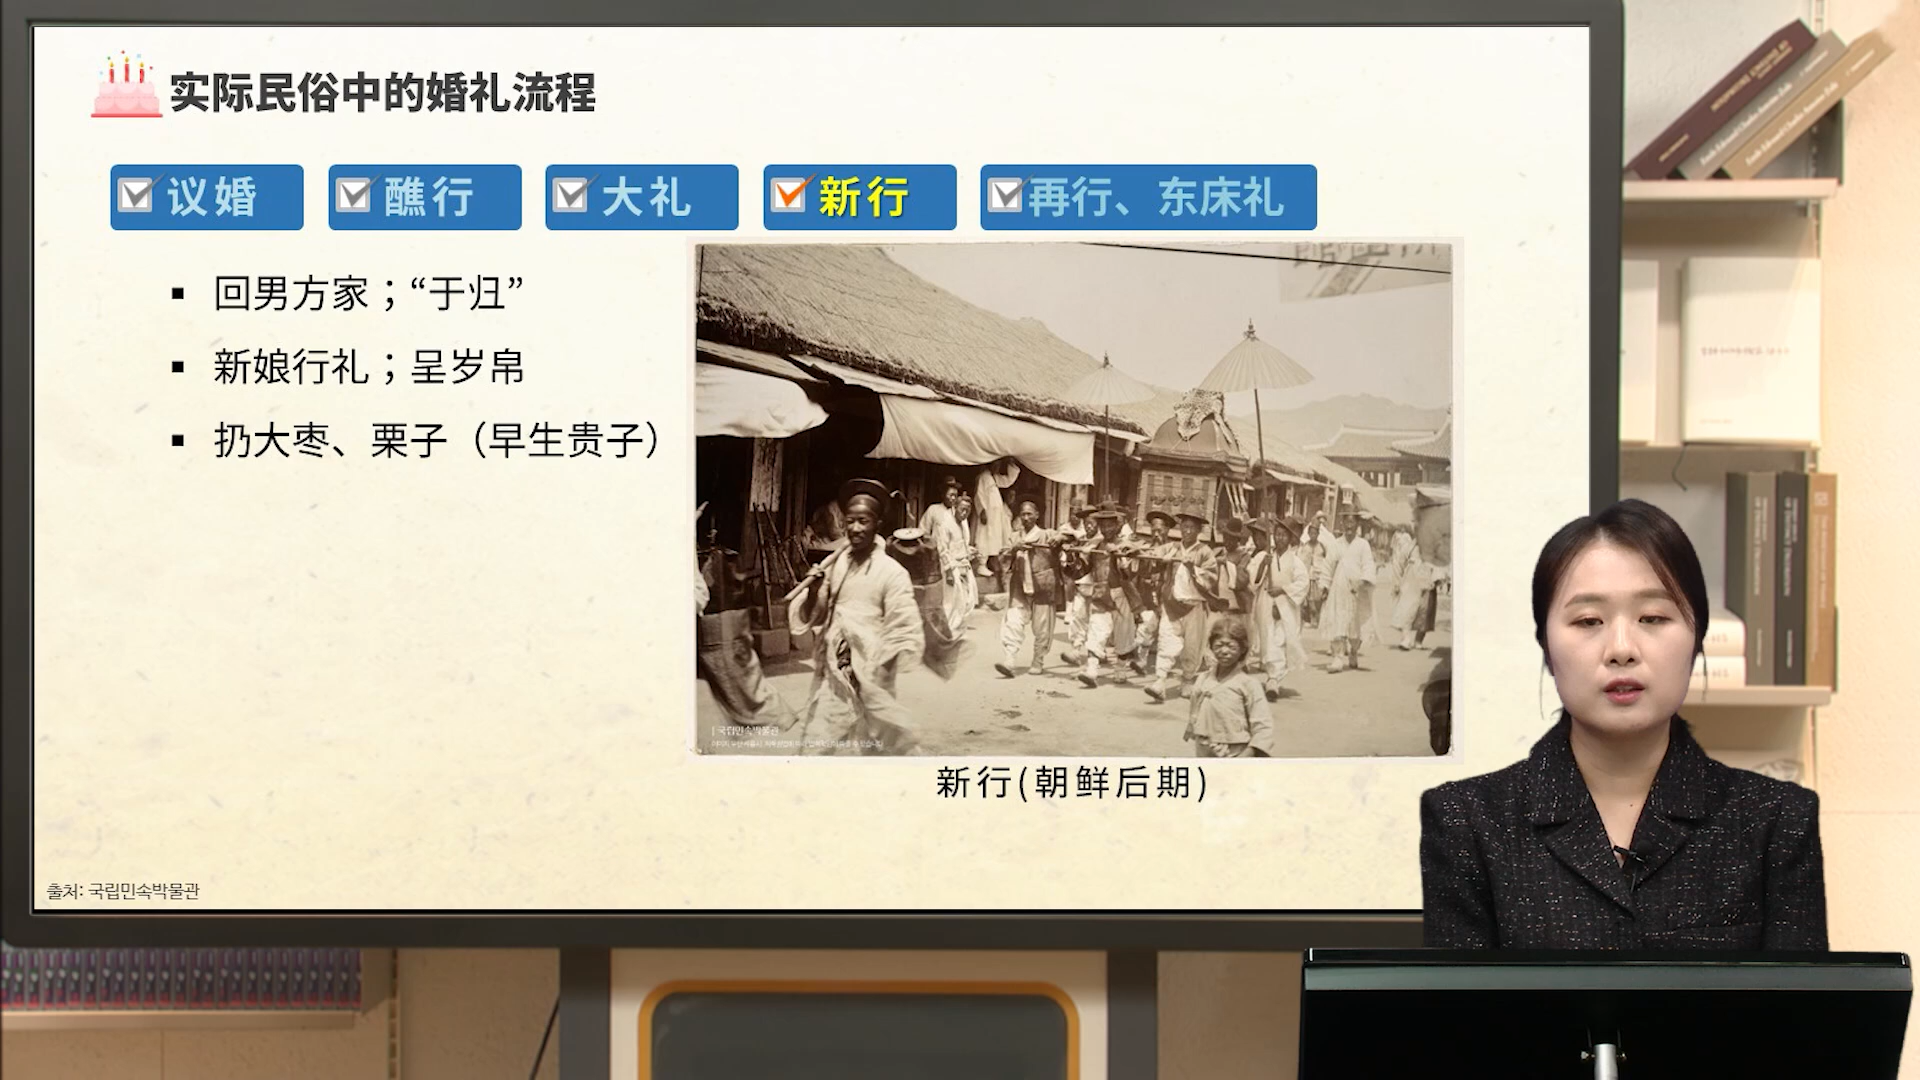 实际民俗中的婚礼流程
议婚
醮行
大礼
新行
再行、东床礼
▪ 回男方家；“于归”
▪ 新娘行礼；呈岁帛
▪ 扔大枣、栗子（早生贵子）
| 국립민속박물관
新行(朝鲜后期)
출처: 국립민속박물관